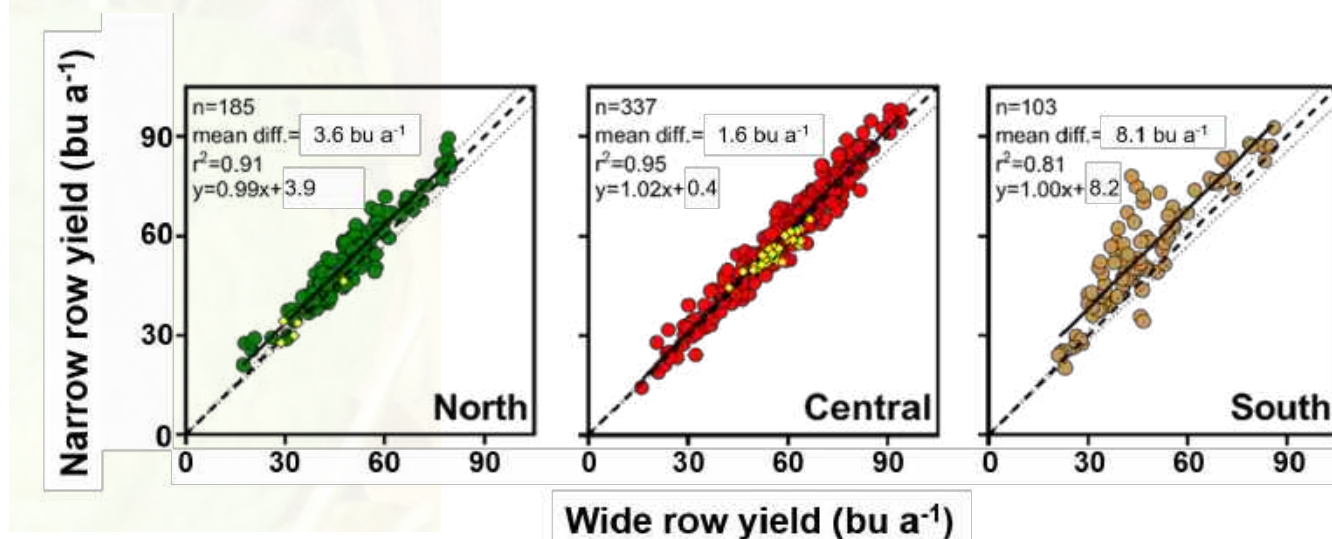 Narrow row yield (bu a⁻¹)
90
60
30
0
n=185
mean diff.= 3.6 bu a⁻¹
r²=0.91
y=0.99x+3.9
North
0 30 60 90
n=337
mean diff.= 1.6 bu a⁻¹
r²=0.95
y=1.02x+0.4
Central
0 30 60 90
n=103
mean diff.= 8.1 bu a⁻¹
r²=0.81
y=1.00x+8.2
South
0 30 60 90
Wide row yield (bu a⁻¹)